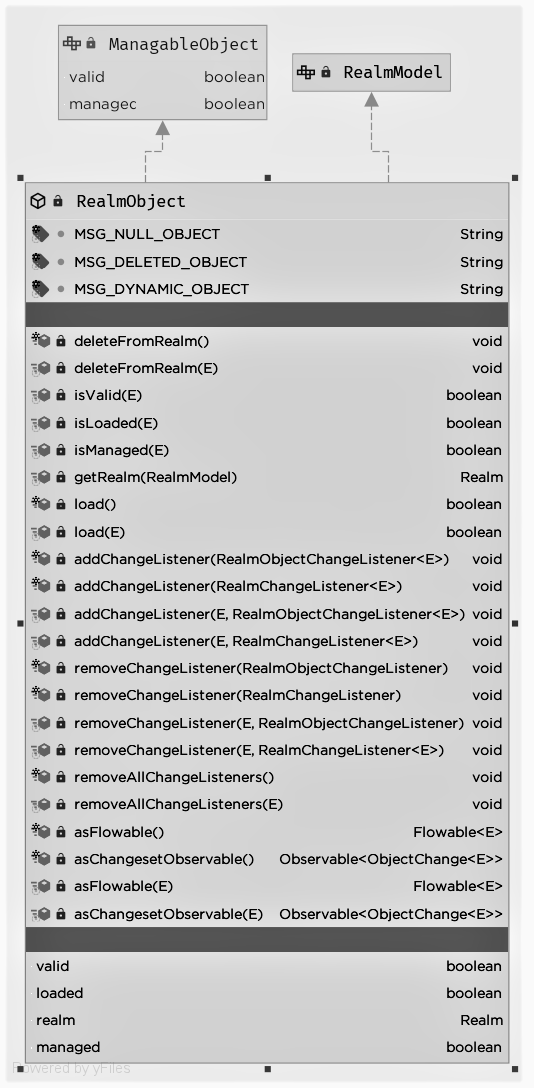 ManagableObject
valid boolean
managec boolean
RealmModel
RealmObject
MSG_NULL_OBJECT String
MSG_DELETED_OBJECT String
MSG_DYNAMIC_OBJECT String
deleteFromRealm() void
deleteFromRealm(E) void
isValid(E) boolean
isLoaded(E) boolean
isManaged(E) boolean
getRealm(RealmModel) Realm
load() boolean
load(E) boolean
addChangeListener(RealmObjectChangeListener<E>) void
addChangeListener(RealmChangeListener<E>) void
addChangeListener(E, RealmObjectChangeListener<E>) void
addChangeListener(E, RealmChangeListener<E>) void
removeChangeListener(RealmObjectChangeListener) void
removeChangeListener(RealmChangeListener) void
removeChangeListener(E, RealmObjectChangeListener) void
removeChangeListener(E, RealmChangeListener<E>) void
removeAllChangeListeners() void
removeAllChangeListeners(E) void
asFlowable() Flowable<E>
asChangesetObservable() Observable<ObjectChange<E>>
asFlowable(E) Flowable<E>
asChangesetObservable(E) Observable<ObjectChange<E>>
valid boolean
loaded boolean
realm Realm
managed boolean
Powered by yFiles